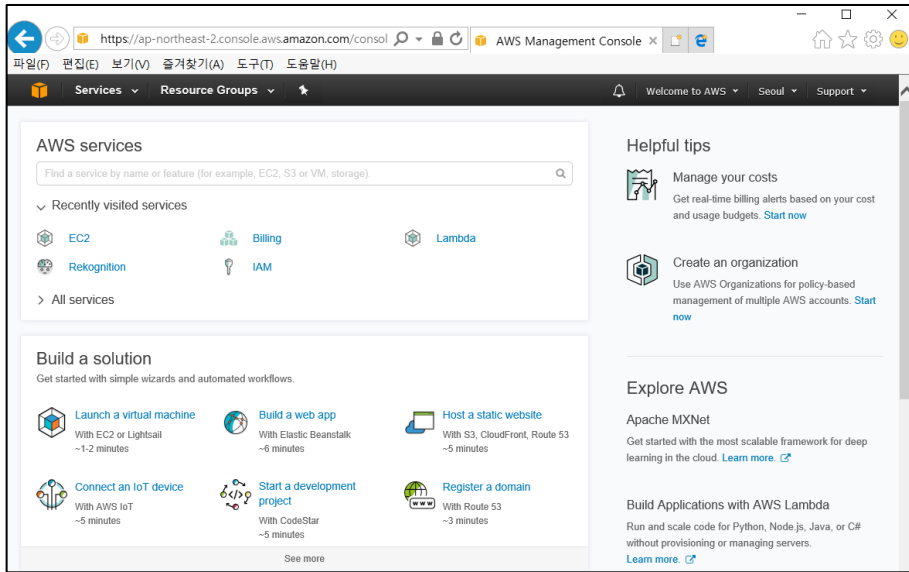 https://ap-northeast-2.console.aws.amazon.com/consol
AWS Management Console
파일(F) 편집(E) 보기(V) 즐겨찾기(A) 도구(T) 도움말(H)
Services Resource Groups Welcome to AWS Seoul Support
AWS services
Find a service by name or feature (for example, EC2, S3 or VM, storage).
Recently visited services
EC2 Billing Lambda
Rekognition IAM
All services
Build a solution
Get started with simple wizards and automated workflows.
Launch a virtual machine
With EC2 or Lightsail
~1-2 minutes
Build a web app
With Elastic Beanstalk
~6 minutes
Host a static website
With S3, CloudFront, Route 53
~5 minutes
Connect an IoT device
With AWS IoT
~5 minutes
Start a development
project
With CodeStar
~5 minutes
www
Register a domain
With Route 53
~3 minutes
See more
Helpful tips
Manage your costs
Get real-time billing alerts based on your cost
and usage budgets. Start now
Create an organization
Use AWS Organizations for policy-based
management of multiple AWS accounts. Start
now
Explore AWS
Apache MXNet
Get started with the most scalable framework for deep
learning in the cloud. Learn more.
Build Applications with AWS Lambda
Run and scale code for Python, Node.js, Java, or C#
without provisioning or managing servers.
Learn more.